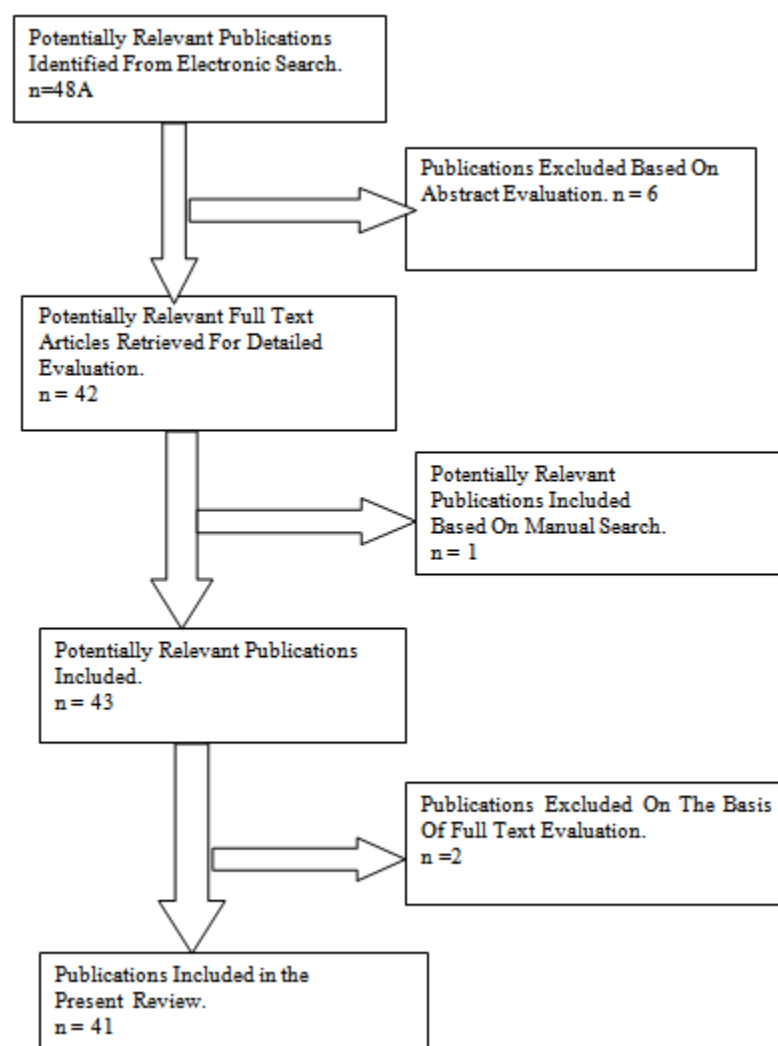 Potentially Relevant Publications
Identified From Electronic Search.
n=48A
Publications Excluded Based On
Abstract Evaluation. n = 6
Potentially Relevant Full Text
Articles Retrieved For Detailed
Evaluation.
n = 42
Potentially Relevant
Publications Included
Based On Manual Search.
n = 1
Potentially Relevant Publications
Included.
n = 43
Publications Excluded On The Basis
Of Full Text Evaluation.
n =2
Publications Included in the
Present Review.
n = 41